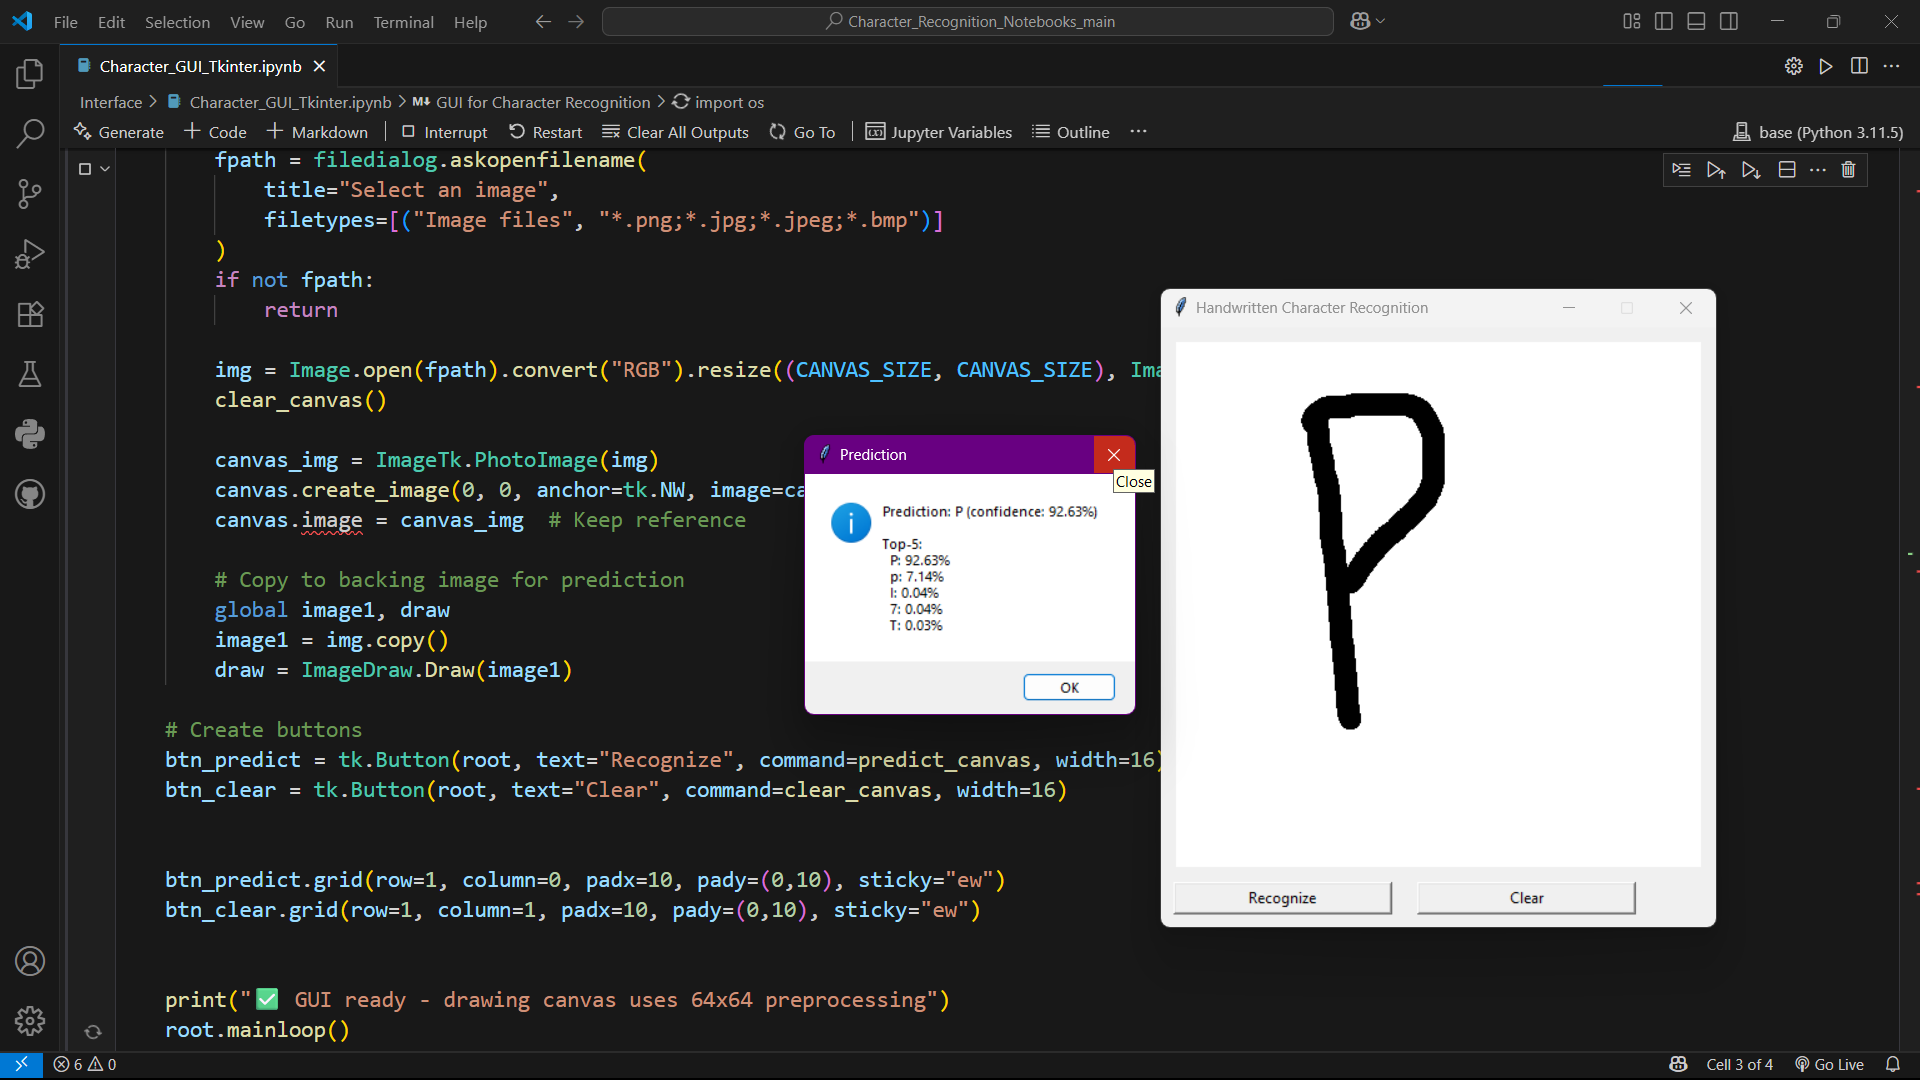 File Edit Selection View Go Run Terminal Help
Character_Recognition_Notebooks_main
Character_GUI_Tkinter.ipynb
Interface > Character_GUI_Tkinter.ipynb > M↓ GUI for Character Recognition > import os
Generate + Code + Markdown | Interrupt Restart Clear All Outputs Go To | Jupyter Variables Outline ...
base (Python 3.11.5)
fpath = filedialog.askopenfilename(
title="Select an image",
filetypes=[("Image files", "*.png;*.jpg;*.jpeg;*.bmp")]
)
if not fpath:
return
img = Image.open(fpath).convert("RGB").resize((CANVAS_SIZE, CANVAS_SIZE), Ima
clear_canvas()
canvas_img = ImageTk.PhotoImage(img)
canvas.create_image(0, 0, anchor=tk.NW, image=ca
canvas.image = canvas_img # Keep reference
# Copy to backing image for prediction
global image1, draw
image1 = img.copy()
draw = ImageDraw.Draw(image1)
# Create buttons
btn_predict = tk.Button(root, text="Recognize", command=predict_canvas, width=16)
btn_clear = tk.Button(root, text="Clear", command=clear_canvas, width=16)
btn_predict.grid(row=1, column=0, padx=10, pady=(0,10), sticky="ew")
btn_clear.grid(row=1, column=1, padx=10, pady=(0,10), sticky="ew")
print("✅ GUI ready - drawing canvas uses 64x64 preprocessing")
root.mainloop()
Prediction
Close
Prediction: P (confidence: 92.63%)
Top-5:
P: 92.63%
p: 7.14%
I: 0.04%
7: 0.04%
T: 0.03%
OK
Handwritten Character Recognition
P
Recognize
Clear
6 0
Cell 3 of 4
Go Live